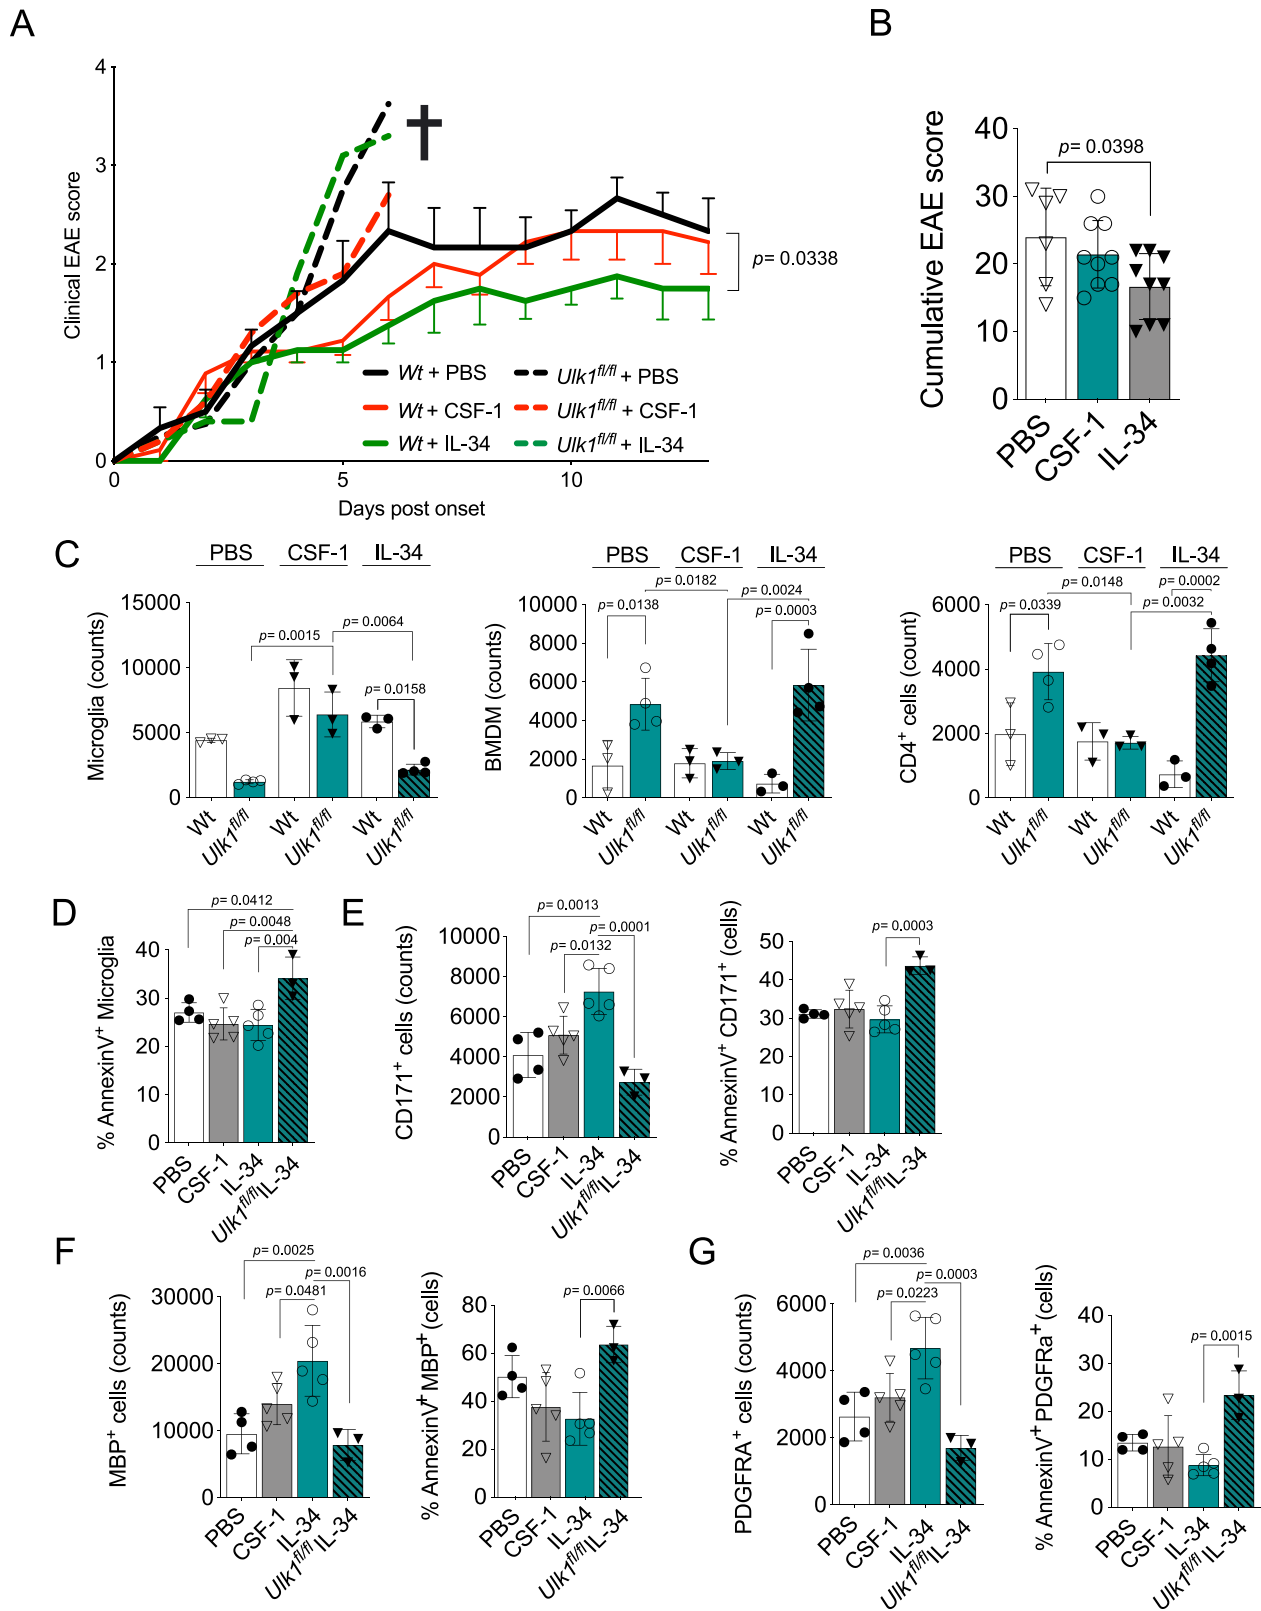 A
4
3
2
1
0
Clinical EAE score
0
5
10
Days post onset
†
p= 0.0338
Wt + PBS
Ulk1fl/fl + PBS
Wt + CSF-1
Ulk1fl/fl + CSF-1
Wt + IL-34
Ulk1fl/fl + IL-34
B
40
30
20
10
0
Cumulative EAE score
p= 0.0398
PBS
CSF-1
IL-34
C
PBS
CSF-1
IL-34
15000
10000
5000
0
Microglia (counts)
p= 0.0015
p= 0.0064
p= 0.0158
Wt
Ulk1fl/fl
Wt
Ulk1fl/fl
Wt
Ulk1fl/fl
PBS
CSF-1
IL-34
10000
8000
6000
4000
2000
0
BMDM (counts)
p= 0.0138
p= 0.0182
p= 0.0024
p= 0.0003
Wt
Ulk1fl/fl
Wt
Ulk1fl/fl
Wt
Ulk1fl/fl
PBS
CSF-1
IL-34
6000
4000
2000
0
CD4+ cells (count)
p= 0.0339
p= 0.0148
p= 0.0002
p= 0.0032
Wt
Ulk1fl/fl
Wt
Ulk1fl/fl
Wt
Ulk1fl/fl
D
40
30
20
10
0
% AnnexinV+ Microglia
p= 0.0412
p= 0.0048
p= 0.004
PBS
CSF-1
IL-34
Ulk1fl/flIL-34
E
10000
8000
6000
4000
2000
0
CD171+ cells (counts)
p= 0.0013
p= 0.0001
p= 0.0132
PBS
CSF-1
IL-34
Ulk1fl/flIL-34
50
40
30
20
10
0
% AnnexinV+ CD171+ (cells)
p= 0.0003
PBS
CSF-1
IL-34
Ulk1fl/flIL-34
F
30000
20000
10000
0
MBP+ cells (counts)
p= 0.0025
p= 0.0016
p= 0.0481
PBS
CSF-1
IL-34
Ulk1fl/flIL-34
80
60
40
20
0
% AnnexinV+MBP+ (cells)
p= 0.0066
PBS
CSF-1
IL-34
Ulk1fl/flIL-34
G
6000
4000
2000
0
PDGFRA+ cells (counts)
p= 0.0036
p= 0.0003
p= 0.0223
PBS
CSF-1
IL-34
Ulk1fl/flIL-34
40
30
20
10
0
% AnnexinV+ PDGFRa+ (cells)
p= 0.0015
PBS
CSF-1
IL-34
Ulk1fl/flIL-34